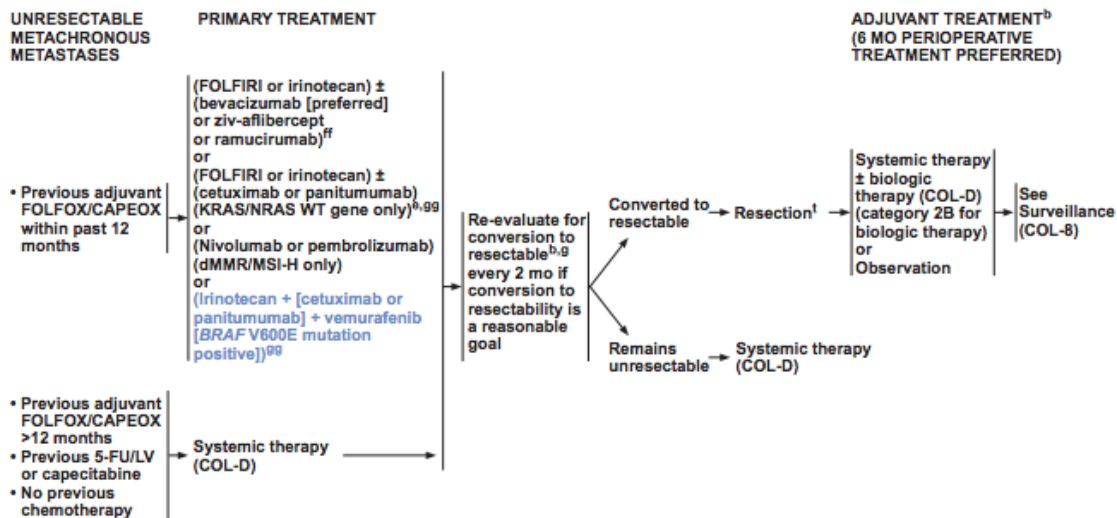 UNRESECTABLE
METACHRONOUS
METASTASES
PRIMARY TREATMENT
ADJUVANT TREATMENTb
(6 MO PERIOPERATIVE
TREATMENT PREFERRED)
• Previous adjuvant
FOLFOX/CAPEOX
within past 12
months
(FOLFIRI or irinotecan) ±
(bevacizumab [preferred]
or ziv-aflibercept
or ramucirumab)ff
or
(FOLFIRI or irinotecan) ±
(cetuximab or panitumumab)
(KRAS/NRAS WT gene only)e,gg
or
(Nivolumab or pembrolizumab)
(dMMR/MSI-H only)
or
(Irinotecan + [cetuximab or
panitumumab] + vemurafenib
[BRAF V600E mutation
positive])gg
• Previous adjuvant
FOLFOX/CAPEOX
>12 months
• Previous 5-FU/LV
or capecitabine
• No previous
chemotherapy
Systemic therapy
(COL-D)
Re-evaluate for
conversion to
resectableb,g
every 2 mo if
conversion to
resectability is
a reasonable
goal
Converted to
resectable
Resectiont
Systemic therapy
± biologic
therapy (COL-D)
(category 2B for
biologic therapy)
or
Observation
See
Surveillance
(COL-8)
Remains
unresectable
Systemic therapy
(COL-D)